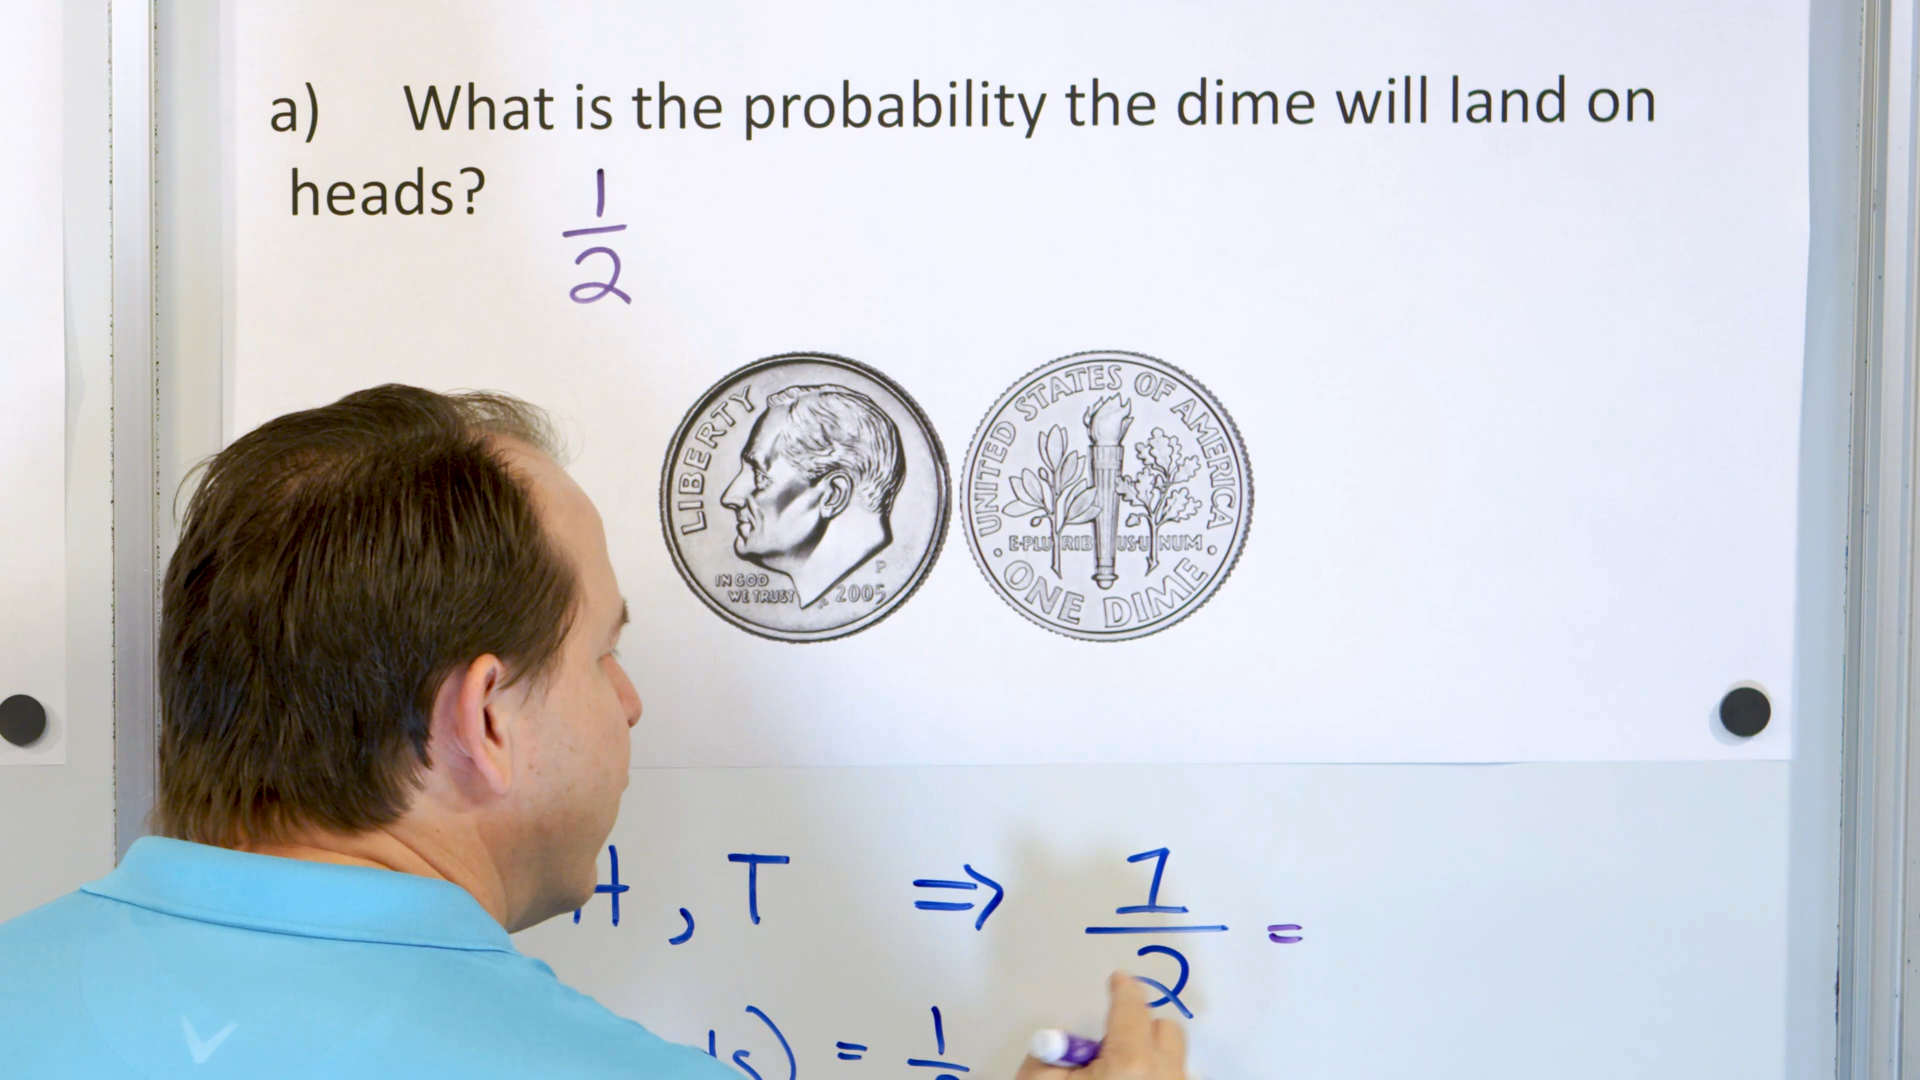 a) What is the probability the dime will land on
heads? 1/2
LIBERTY
IN GOD
WE TRUST
P
2005
UNITED STATES OF AMERICA
E PLURIBUS UNUM
ONE DIME
H , T ⇒ 1/2 =
s) = 1